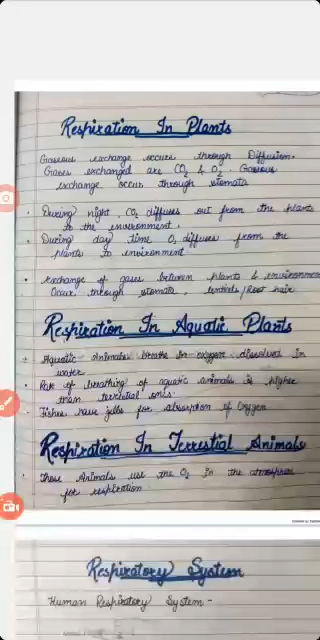 Respiration In Plants
Gaseous exchange occurs through Diffusion.
Gases exchanged are CO2 & O2. Gaseous
exchange occur through stomata
During night CO2 diffuses out from the plants
to the environment.
During day time O2 diffuses from the
plants to environment
exchange of gases between plants & environmen
Occur through stomata lenticels/Root hair
Respiration In Aquatic Plants
Aquatic Animals breathe in oxygen dissolved in
water
Rate of breathing of aquatic animals is higher
than terrestial ones.
Fishes have for absorption of Oxygen
Respiration In Terrestial Animals
These Animals use the O2 in the
for respiration
Respiratory System
Human Respiratory System -